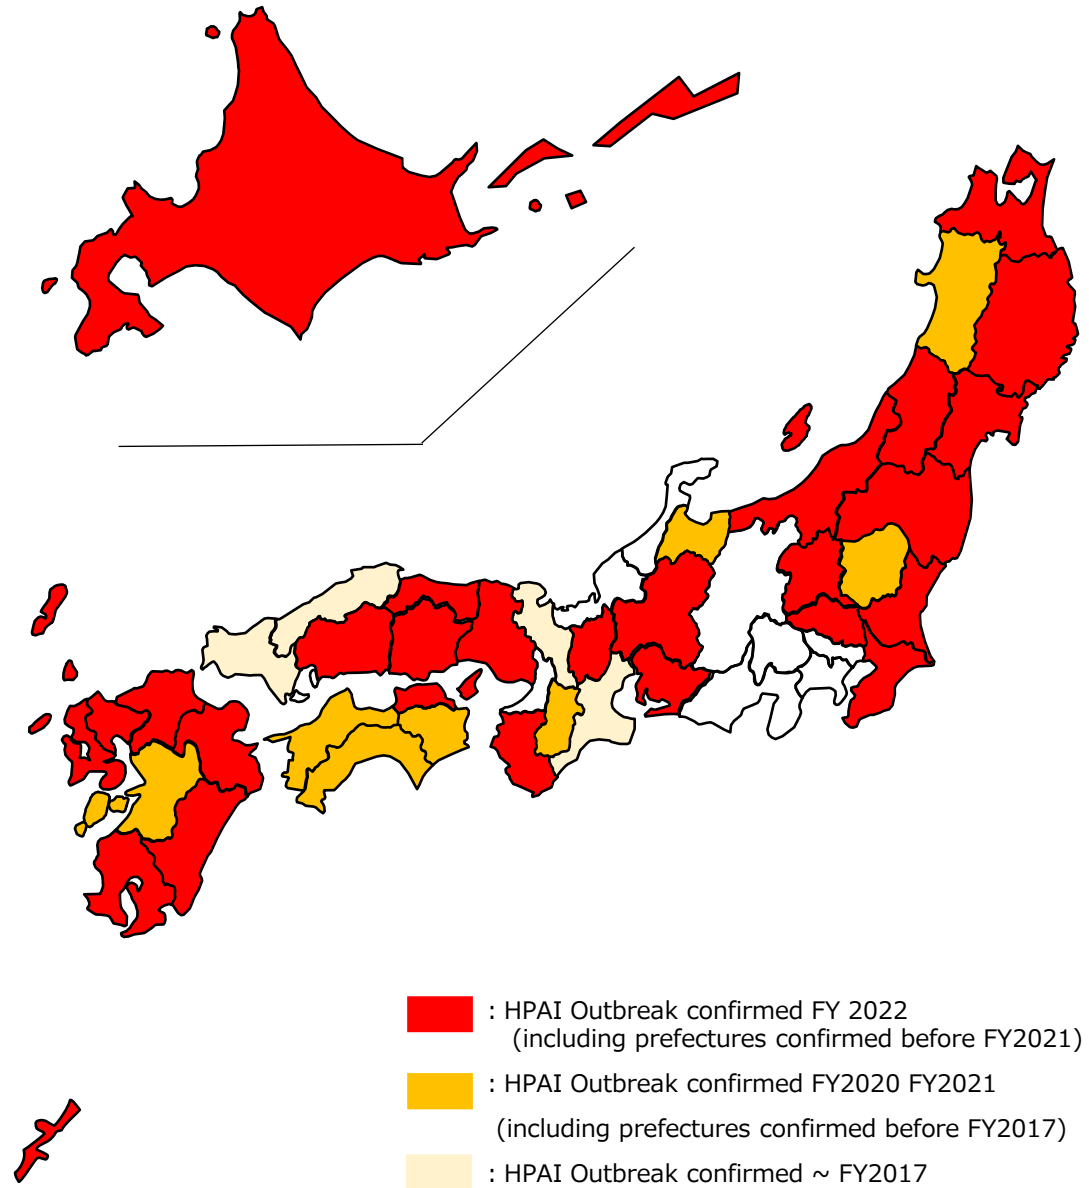 : HPAI Outbreak confirmed FY 2022
(including prefectures confirmed before FY2021)
: HPAI Outbreak confirmed FY2020 FY2021
(including prefectures confirmed before FY2017)
: HPAI Outbreak confirmed ~ FY2017